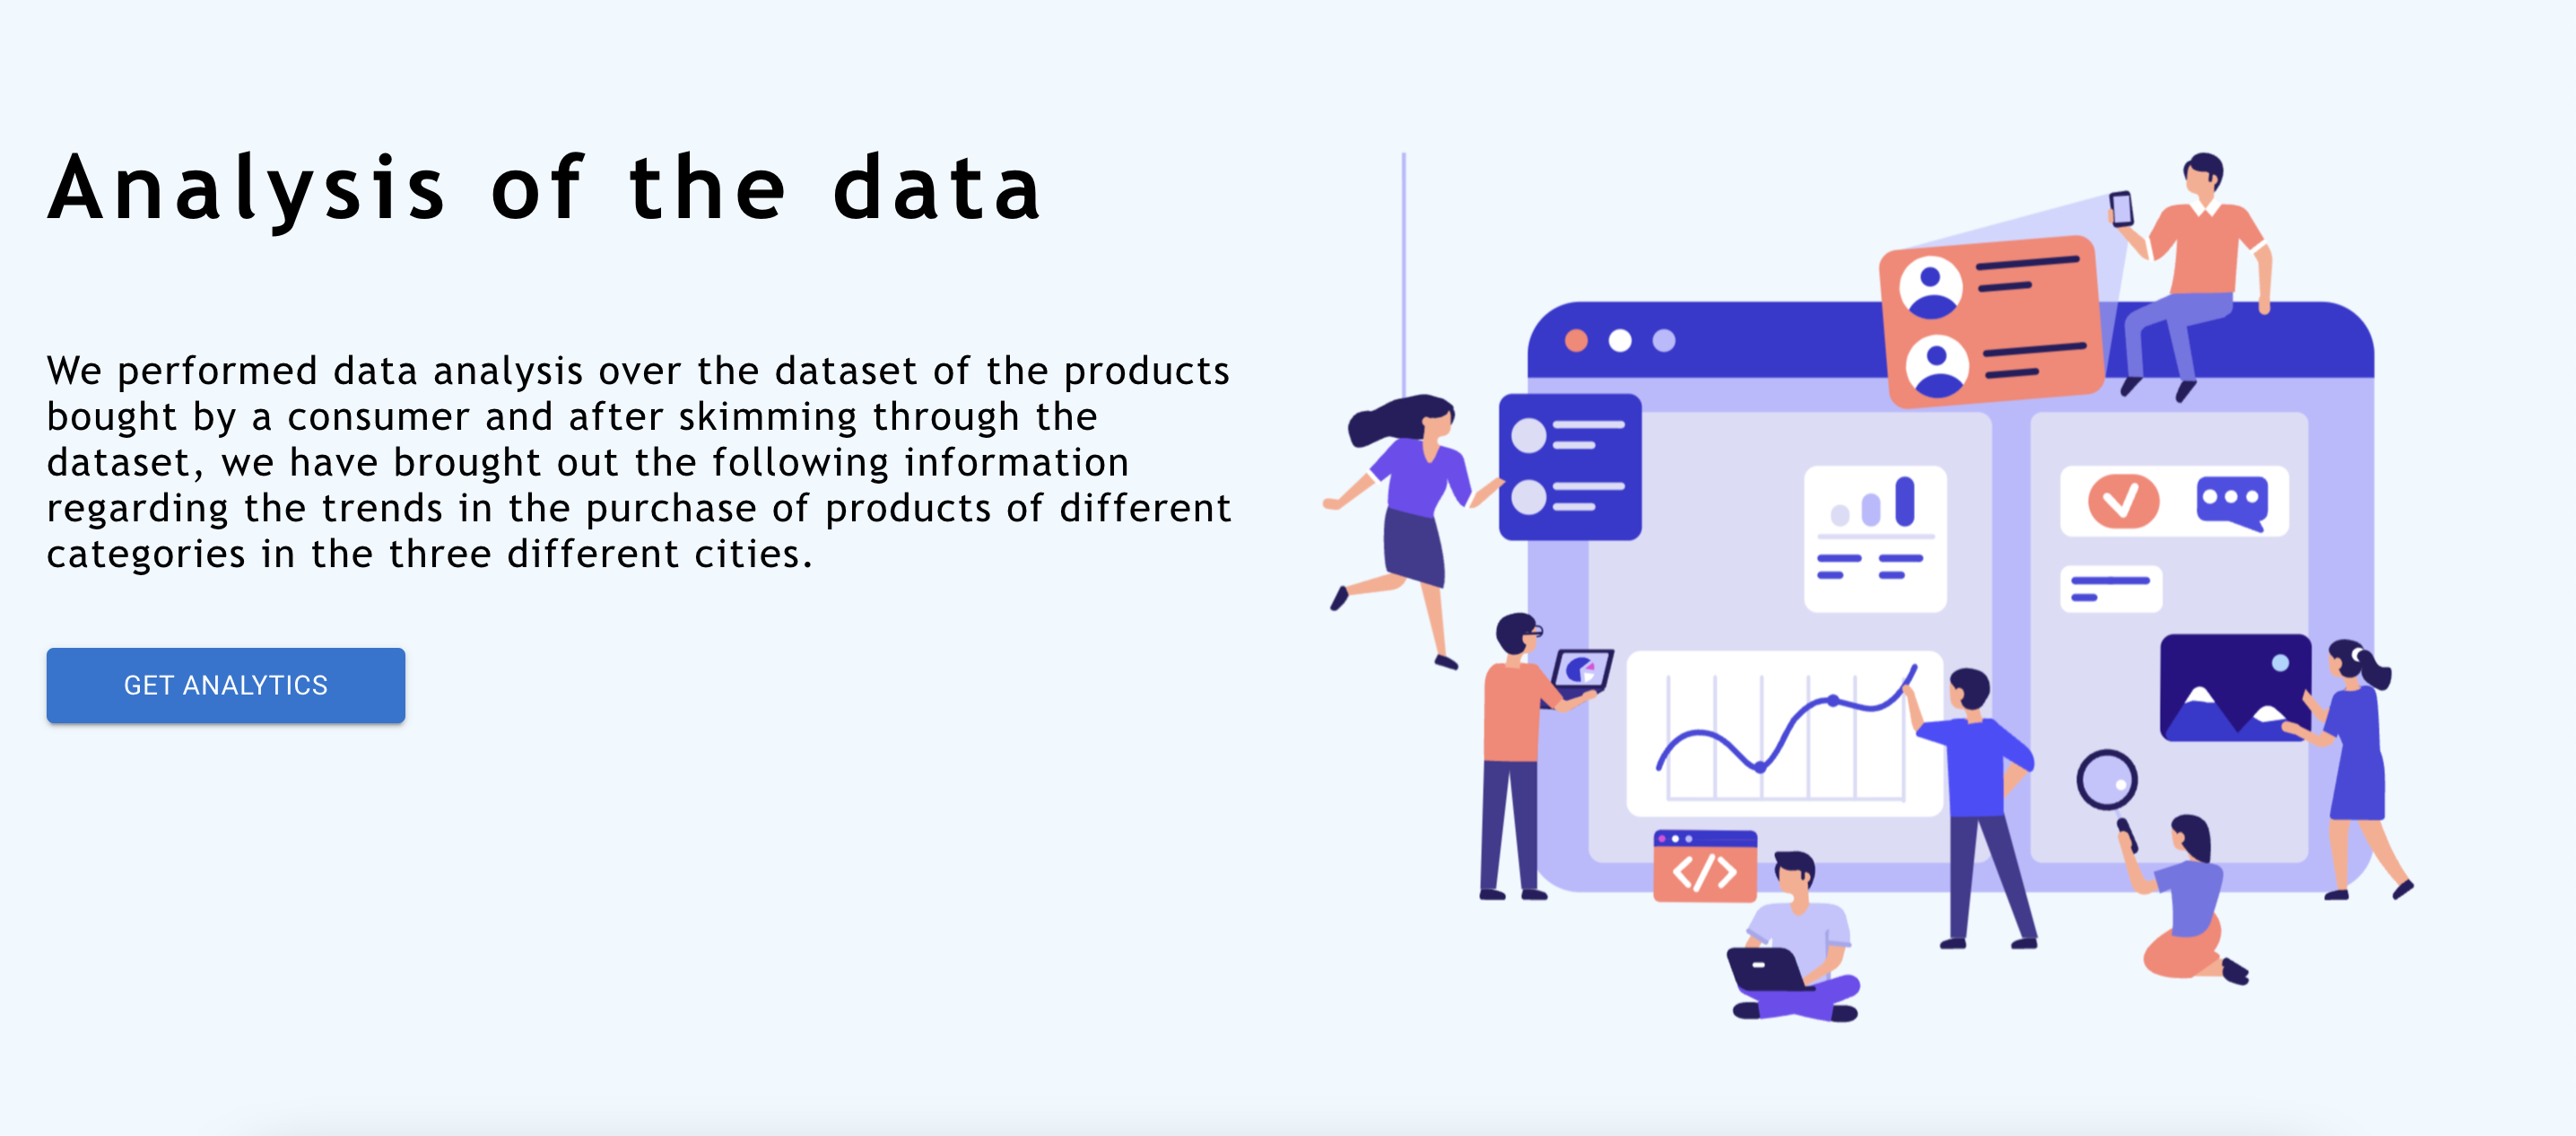 Analysis of the data
We performed data analysis over the dataset of the products
bought by a consumer and after skimming through the
dataset, we have brought out the following information
regarding the trends in the purchase of products of different
categories in the three different cities.
GET ANALYTICS
</>